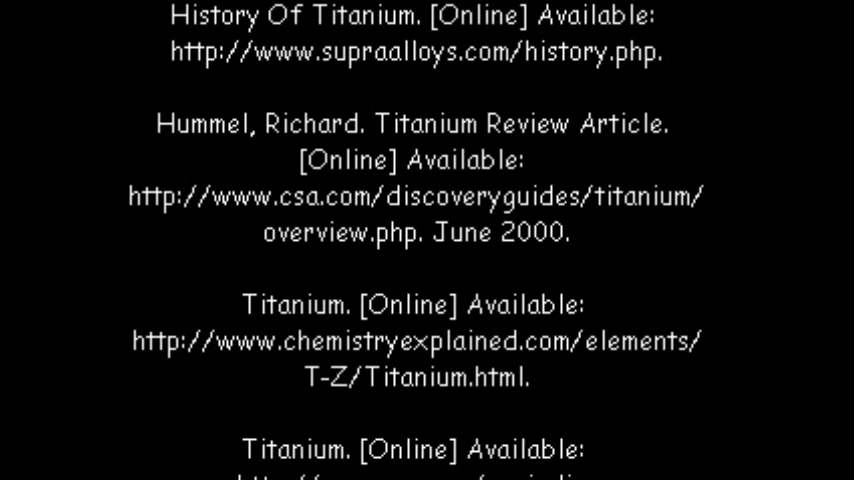 History Of Titanium. [Online] Available:
http://www.supraalloys.com/history.php.
Hummel, Richard. Titanium Review Article.
[Online] Available:
http://www.csa.com/discoveryguides/titanium/
overview.php. June 2000.
Titanium. [Online] Available:
http://www.chemistryexplained.com/elements/
T-Z/Titanium.html.
Titanium. [Online] Available: